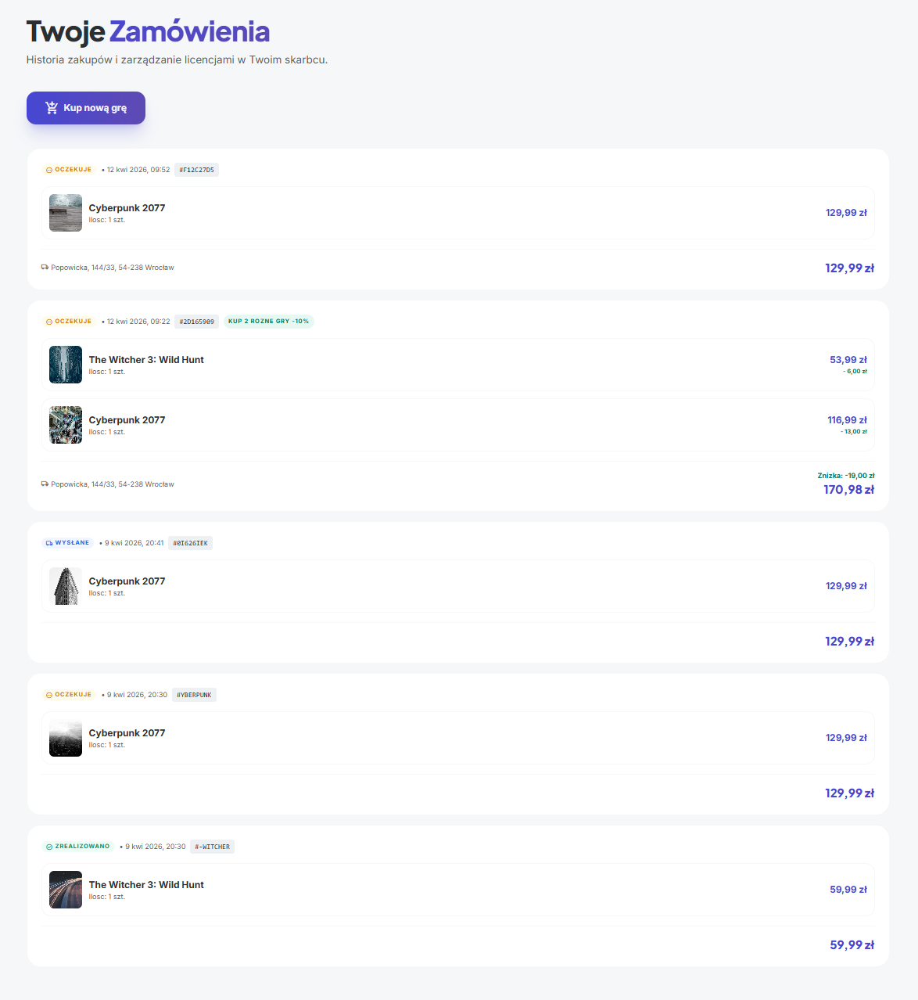 Twoje Zamówienia
Historia zakupów i zarządzanie licencjami w Twoim skarbcu.
Kup nową grę
OCZEKUJE • 12 kwi 2026, 09:52 #F12C27D5
Cyberpunk 2077
Ilosc: 1 szt.
129,99 zł
Popowicka, 144/33, 54-238 Wrocław
129,99 zł
OCZEKUJE • 12 kwi 2026, 09:22 #2D165909 KUP 2 ROZNE GRY -10%
The Witcher 3: Wild Hunt
Ilosc: 1 szt.
53,99 zł
- 6,00 zł
Cyberpunk 2077
Ilosc: 1 szt.
116,99 zł
- 13,00 zł
Popowicka, 144/33, 54-238 Wrocław
Znizka: -19,00 zł
170,98 zł
WYSŁANE • 9 kwi 2026, 20:41 #0I626IEK
Cyberpunk 2077
Ilosc: 1 szt.
129,99 zł
129,99 zł
OCZEKUJE • 9 kwi 2026, 20:30 #YBERPUNK
Cyberpunk 2077
Ilosc: 1 szt.
129,99 zł
129,99 zł
ZREALIZOWANO • 9 kwi 2026, 20:30 #-WITCHER
The Witcher 3: Wild Hunt
Ilosc: 1 szt.
59,99 zł
59,99 zł